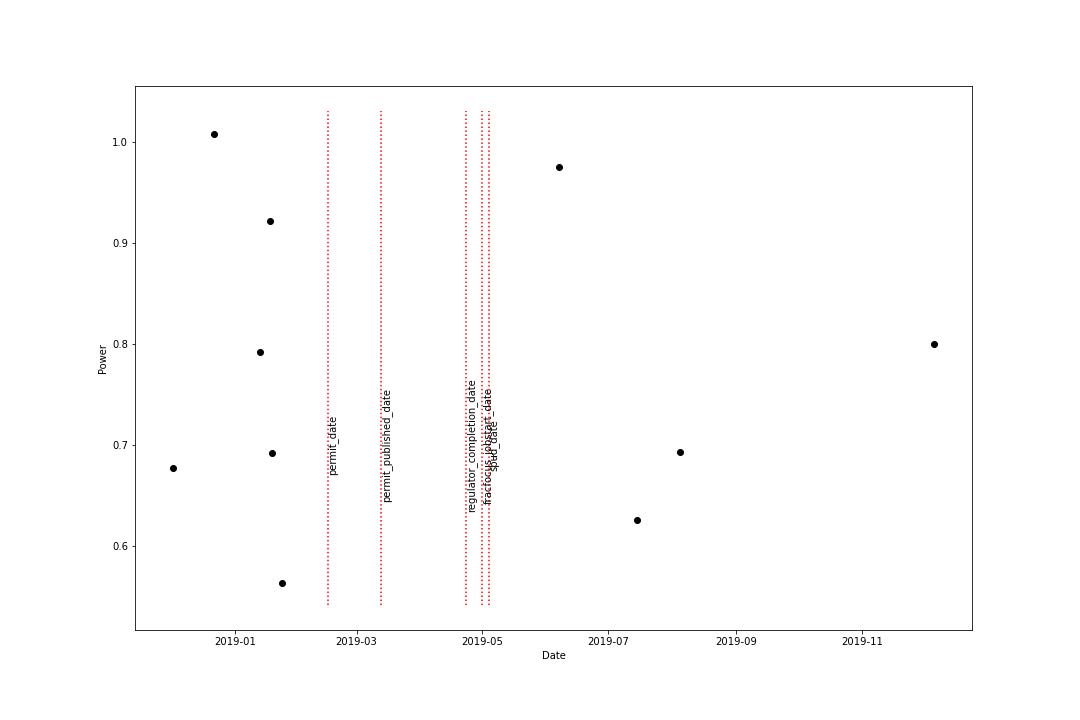 1.0
0.9
0.8
0.7
0.6
Power
permit_date
permit_published_date
regulator_completion_date
fracfocus_jobstart_date
spud_date
2019-01
2019-03
2019-05
2019-07
2019-09
2019-11
Date